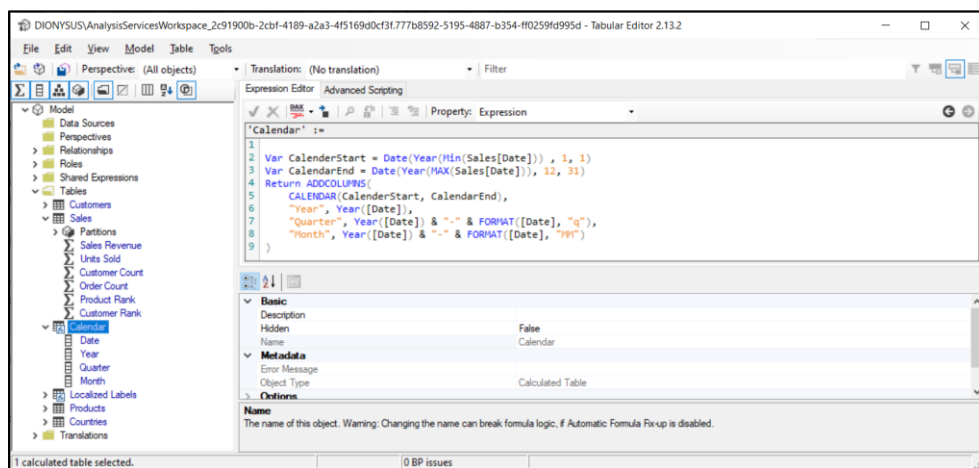 DIONYSUS\AnalysisServicesWorkspace_2c91900b-2cbf-4189-a2a3-4f5169d0cf3f.777b8592-5195-4887-b354-ff0259fd995d - Tabular Editor 2.13.2
File Edit View Model Table Tools
Perspective: (All objects) Translation: (No translation) Filter
Expression Editor Advanced Scripting
DAX Property: Expression
'Calendar' :=
1
2 Var CalenderStart = Date(Year(Min(Sales[Date])) , 1, 1)
3 Var CalendarEnd = Date(Year(MAX(Sales[Date])), 12, 31)
4 Return ADDCOLUMNS(
5 CALENDAR(CalenderStart, CalendarEnd),
6 "Year", Year([Date]),
7 "Quarter", Year([Date]) & "-" & FORMAT([Date], "q"),
8 "Month", Year([Date]) & "-" & FORMAT([Date], "MM")
9 )
Model
Data Sources
Perspectives
Relationships
Roles
Shared Expressions
Tables
Customers
Sales
Partitions
Sales Revenue
Units Sold
Customer Count
Order Count
Product Rank
Customer Rank
Calendar
Date
Year
Quarter
Month
Localized Labels
Products
Countries
Translations
Basic
Description
Hidden False
Name Calendar
Metadata
Error Message
Object Type Calculated Table
Options
Name
The name of this object. Warning: Changing the name can break formula logic, if Automatic Formula Fix-up is disabled.
1 calculated table selected. 0 BP issues